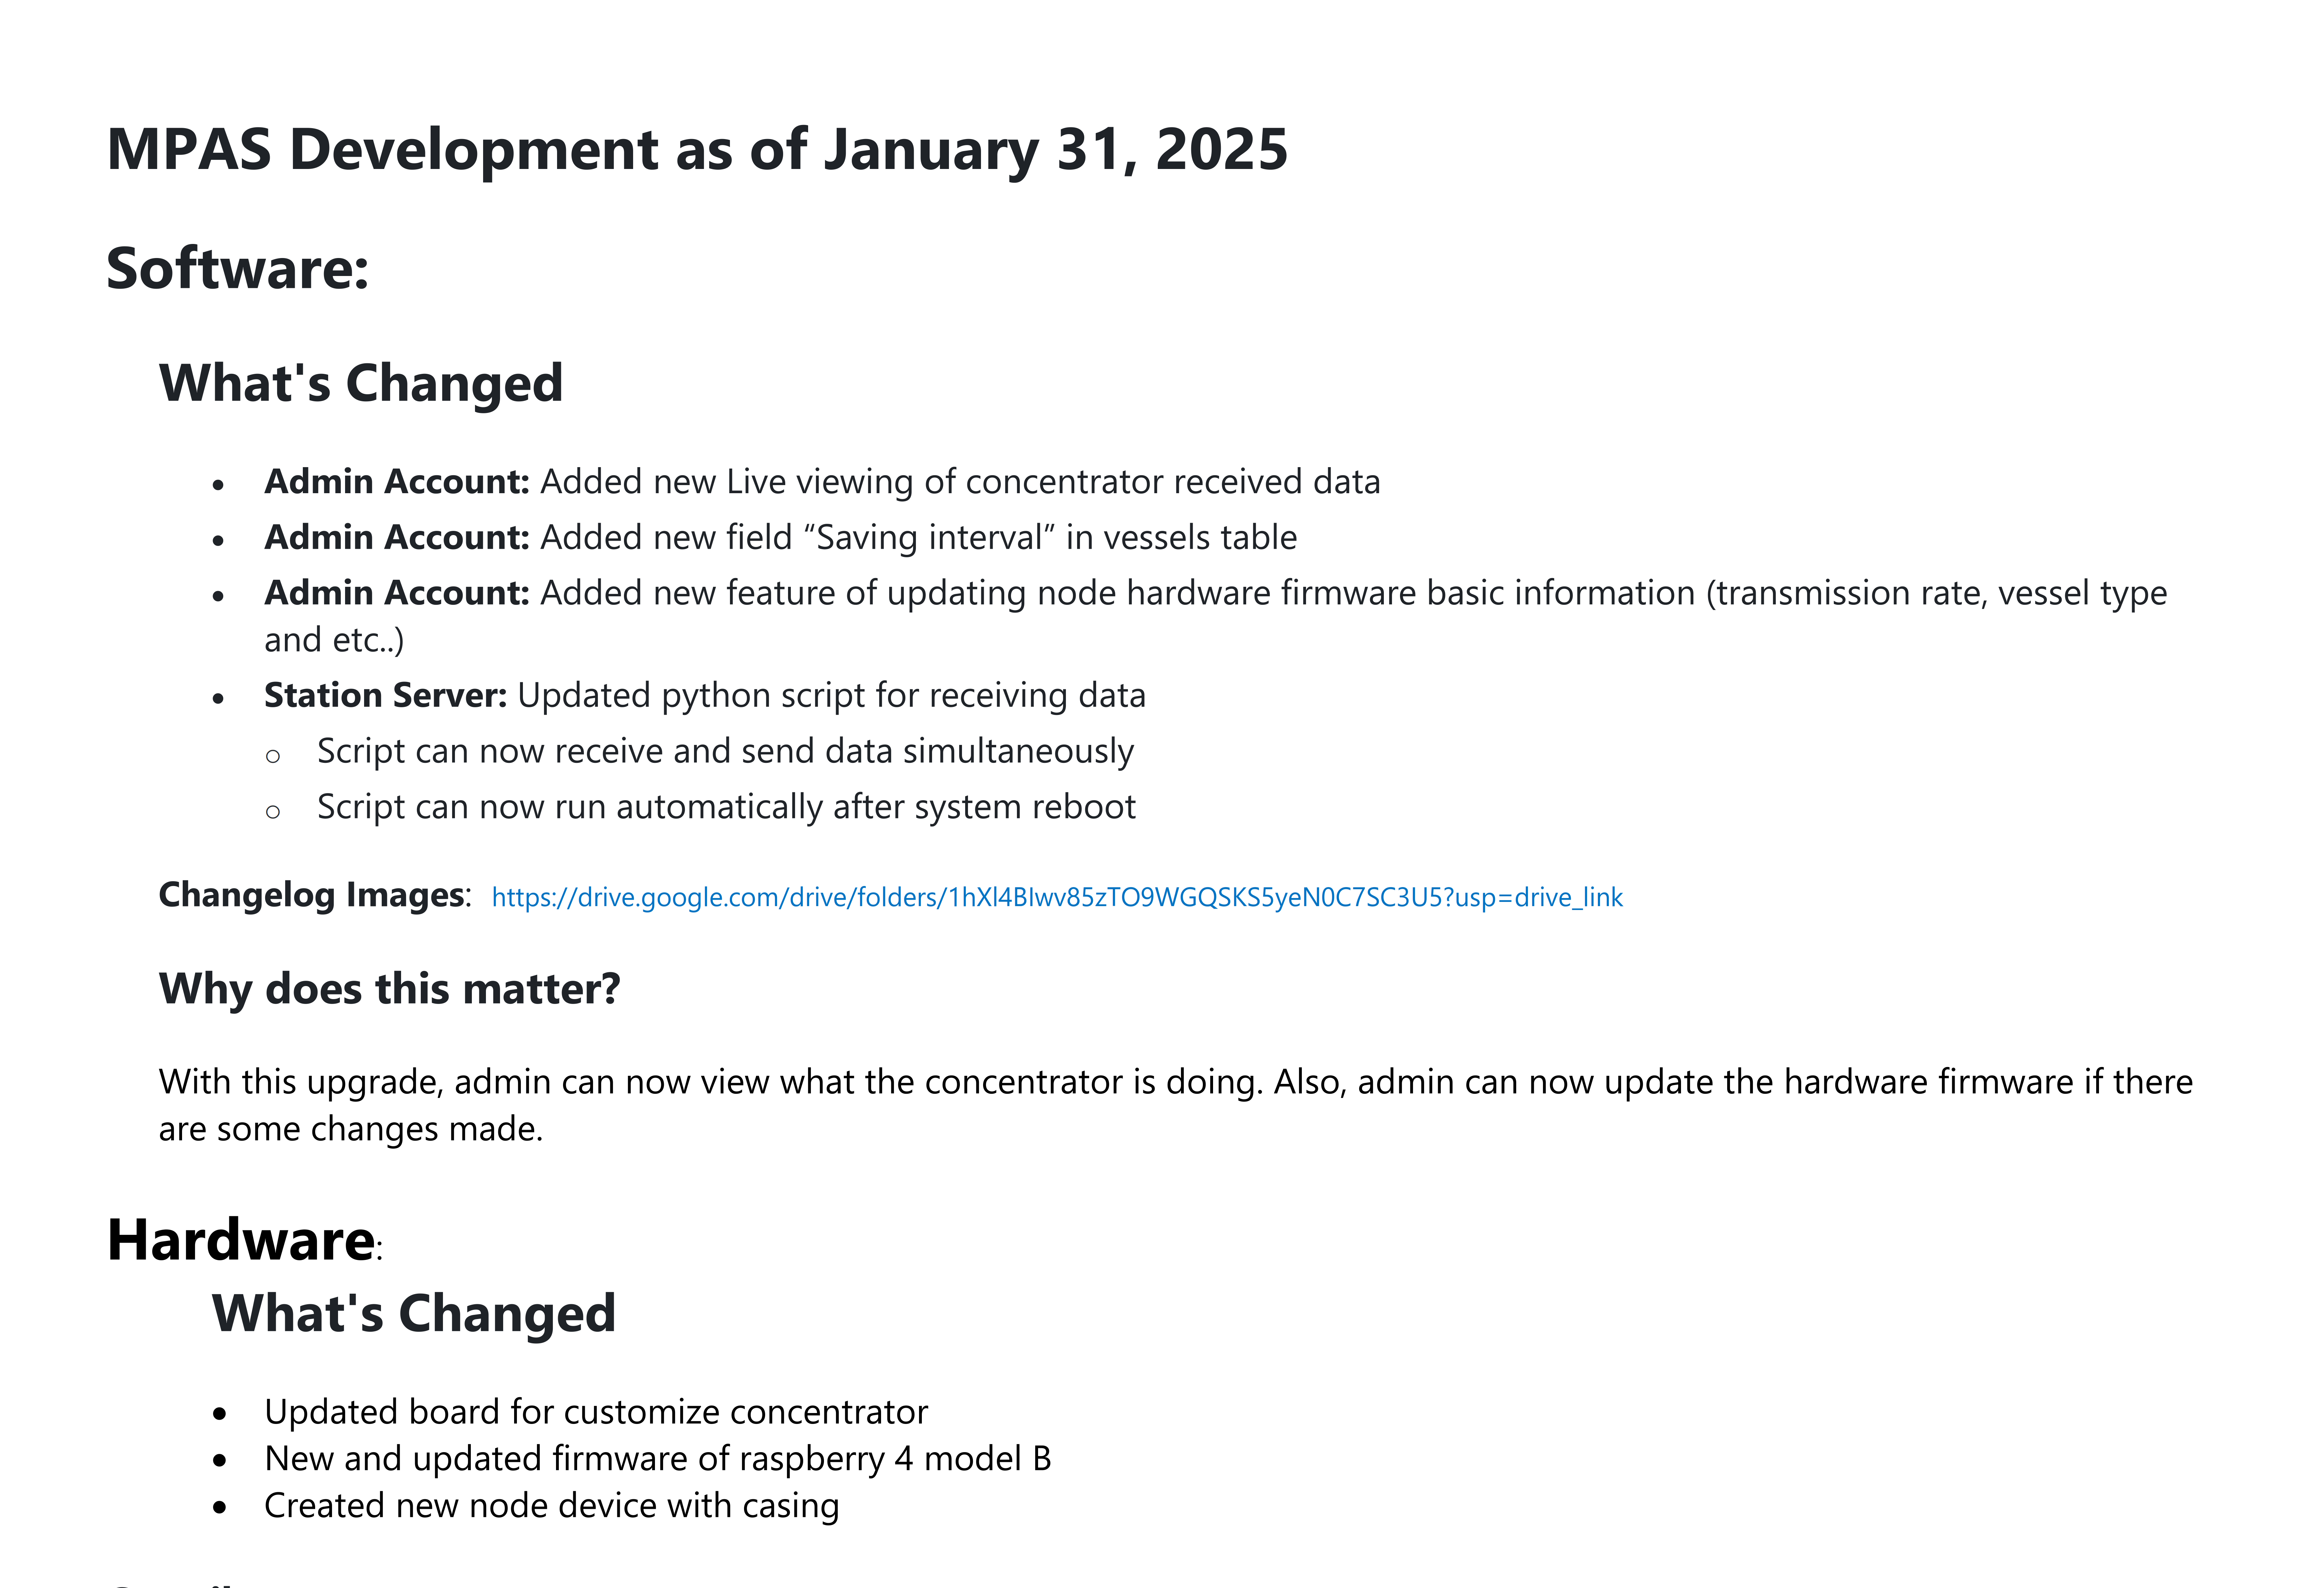 MPAS Development as of January 31, 2025
Software:
What's Changed
• Admin Account: Added new Live viewing of concentrator received data
• Admin Account: Added new field “Saving interval” in vessels table
• Admin Account: Added new feature of updating node hardware firmware basic information (transmission rate, vessel type
and etc..)
• Station Server: Updated python script for receiving data
○ Script can now receive and send data simultaneously
○ Script can now run automatically after system reboot
Changelog Images: https://drive.google.com/drive/folders/1hXl4BIwv85zTO9WGQSKS5yeN0C7SC3U5?usp=drive_link
Why does this matter?
With this upgrade, admin can now view what the concentrator is doing. Also, admin can now update the hardware firmware if there
are some changes made.
Hardware:
What's Changed
• Updated board for customize concentrator
• New and updated firmware of raspberry 4 model B
• Created new node device with casing